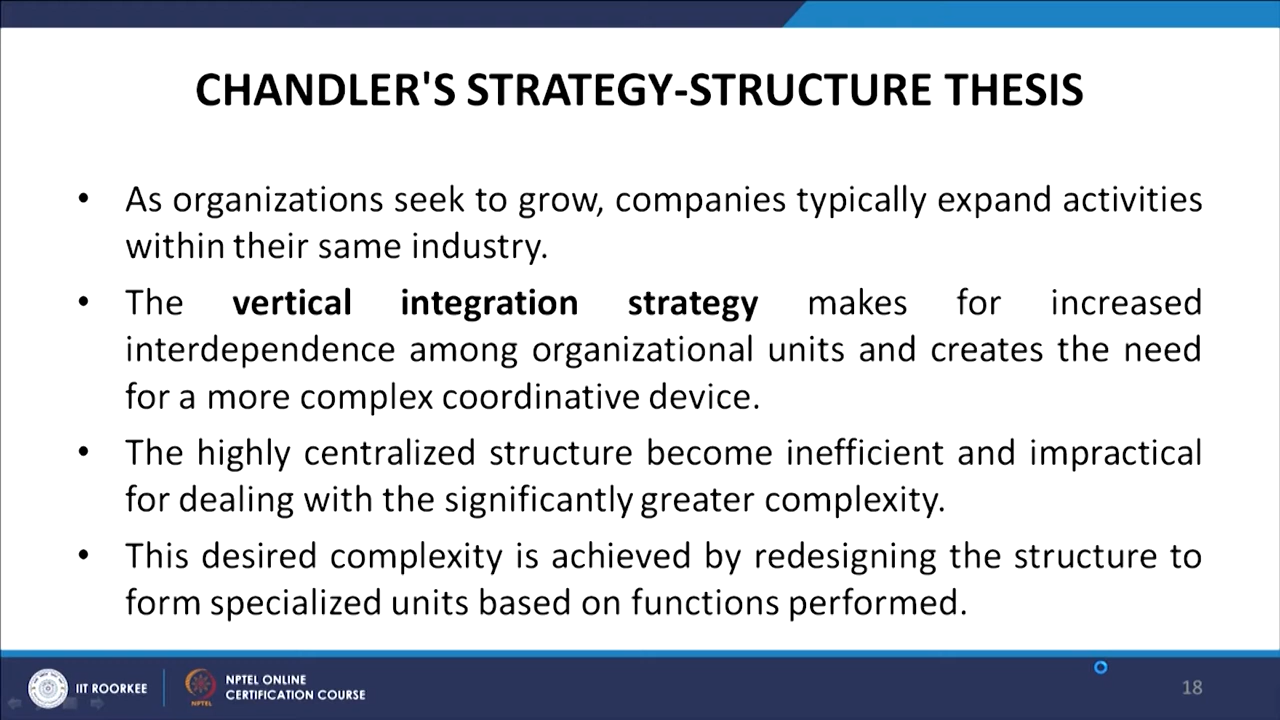 CHANDLER'S STRATEGY-STRUCTURE THESIS
• As organizations seek to grow, companies typically expand activities
within their same industry.
• The vertical integration strategy makes for increased
interdependence among organizational units and creates the need
for a more complex coordinative device.
• The highly centralized structure become inefficient and impractical
for dealing with the significantly greater complexity.
• This desired complexity is achieved by redesigning the structure to
form specialized units based on functions performed.
IIT ROORKEE
NPTEL ONLINE
CERTIFICATION COURSE
NPTEL
18